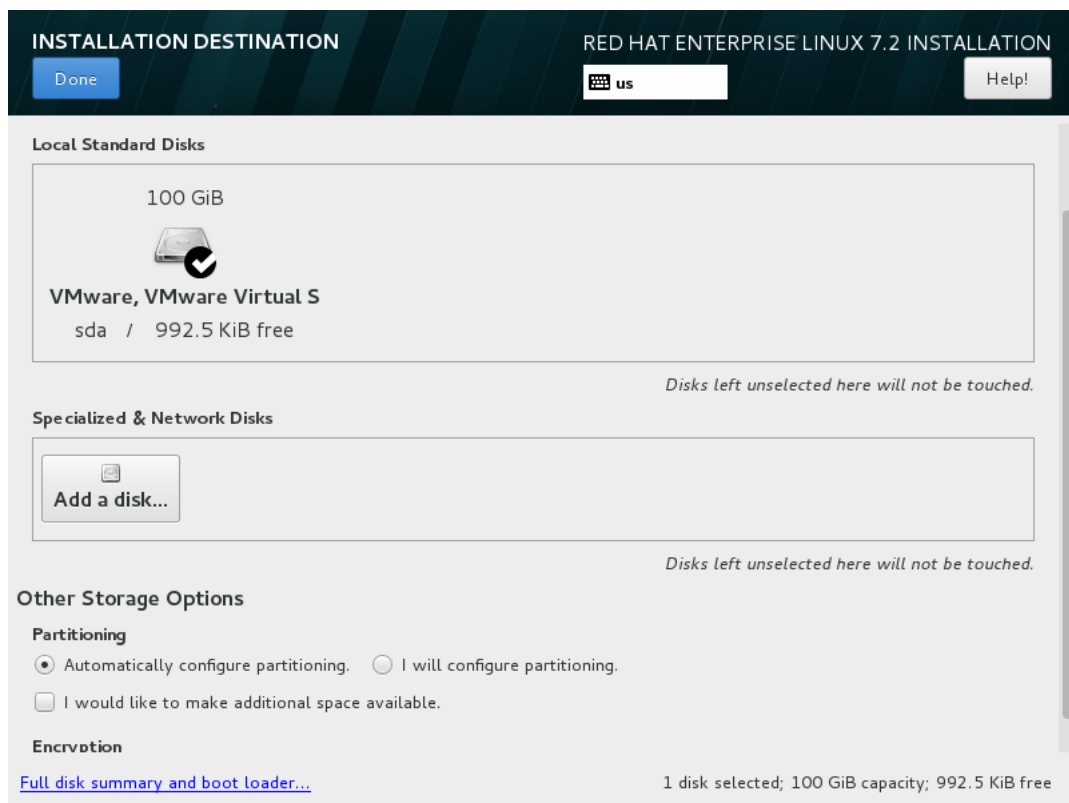 INSTALLATION DESTINATION
RED HAT ENTERPRISE LINUX 7.2 INSTALLATION
Done
us
Help!
Local Standard Disks
100 GiB
VMware, VMware Virtual S
sda / 992.5 KiB free
Disks left unselected here will not be touched.
Specialized & Network Disks
Add a disk...
Disks left unselected here will not be touched.
Other Storage Options
Partitioning
Automatically configure partitioning. I will configure partitioning.
I would like to make additional space available.
Encryption
Full disk summary and boot loader... 1 disk selected; 100 GiB capacity; 992.5 KiB free